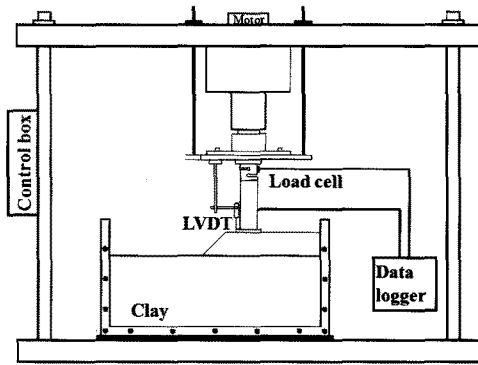 Motor
Control box
Load cell
LVDT
Data
logger
Clay